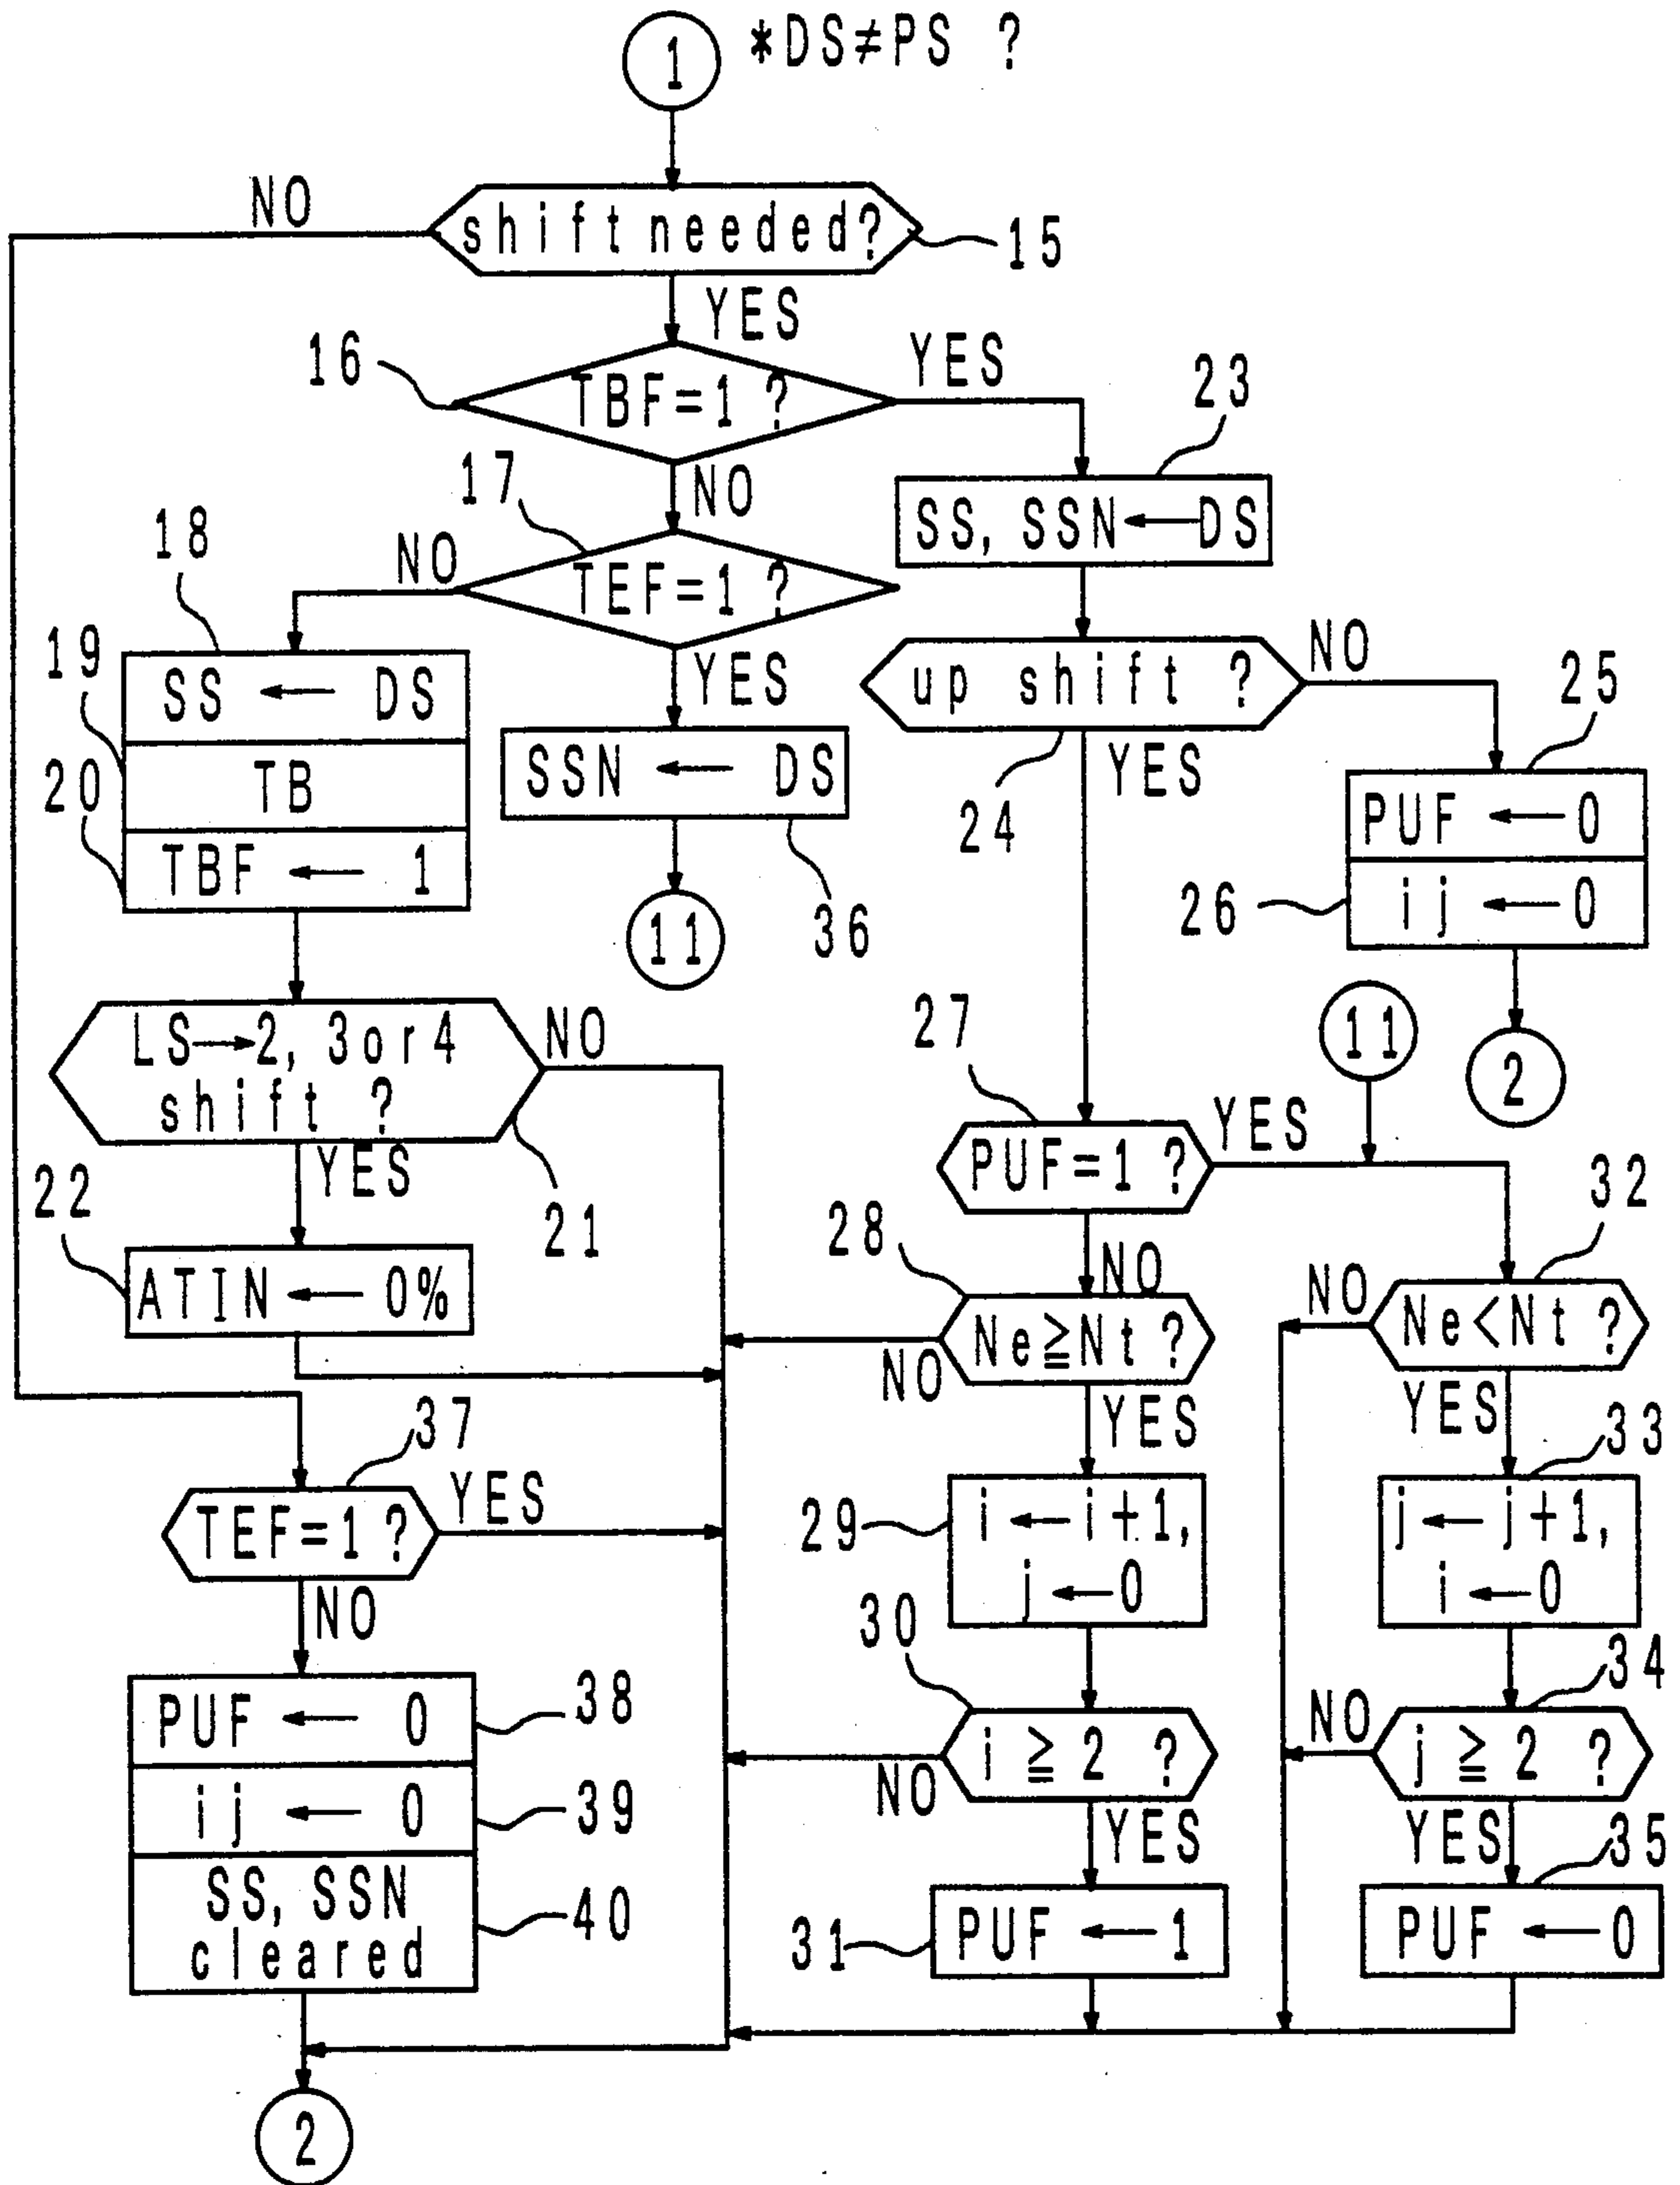 1 *DS≠PS ?
NO
shift needed?
15
YES
16
TBF=1 ?
YES
23
17
NO
SS, SSN←DS
18
NO
TEF=1 ?
19
SS ← DS
YES
up shift ?
NO
25
20
TB
SSN ← DS
24
YES
TBF ← 1
PUF ← 0
36
26
ij ← 0
11
LS→2, 3or4
shift ?
NO
27
11
2
YES
21
PUF=1 ?
YES
22
28
NO
32
ATIN ← 0%
Ne≧Nt ?
NO
NO
Ne<Nt ?
37
YES
YES
33
TEF=1 ?
YES
29
i ← i+1,
j ← 0
j ← j+1,
i ← 0
NO
30
34
PUF ← 0
38
i ≧ 2 ?
NO
NO
j ≧ 2 ?
ij ← 0
39
YES
YES
35
SS, SSN
cleared
40
31
PUF ← 1
PUF ← 0
2